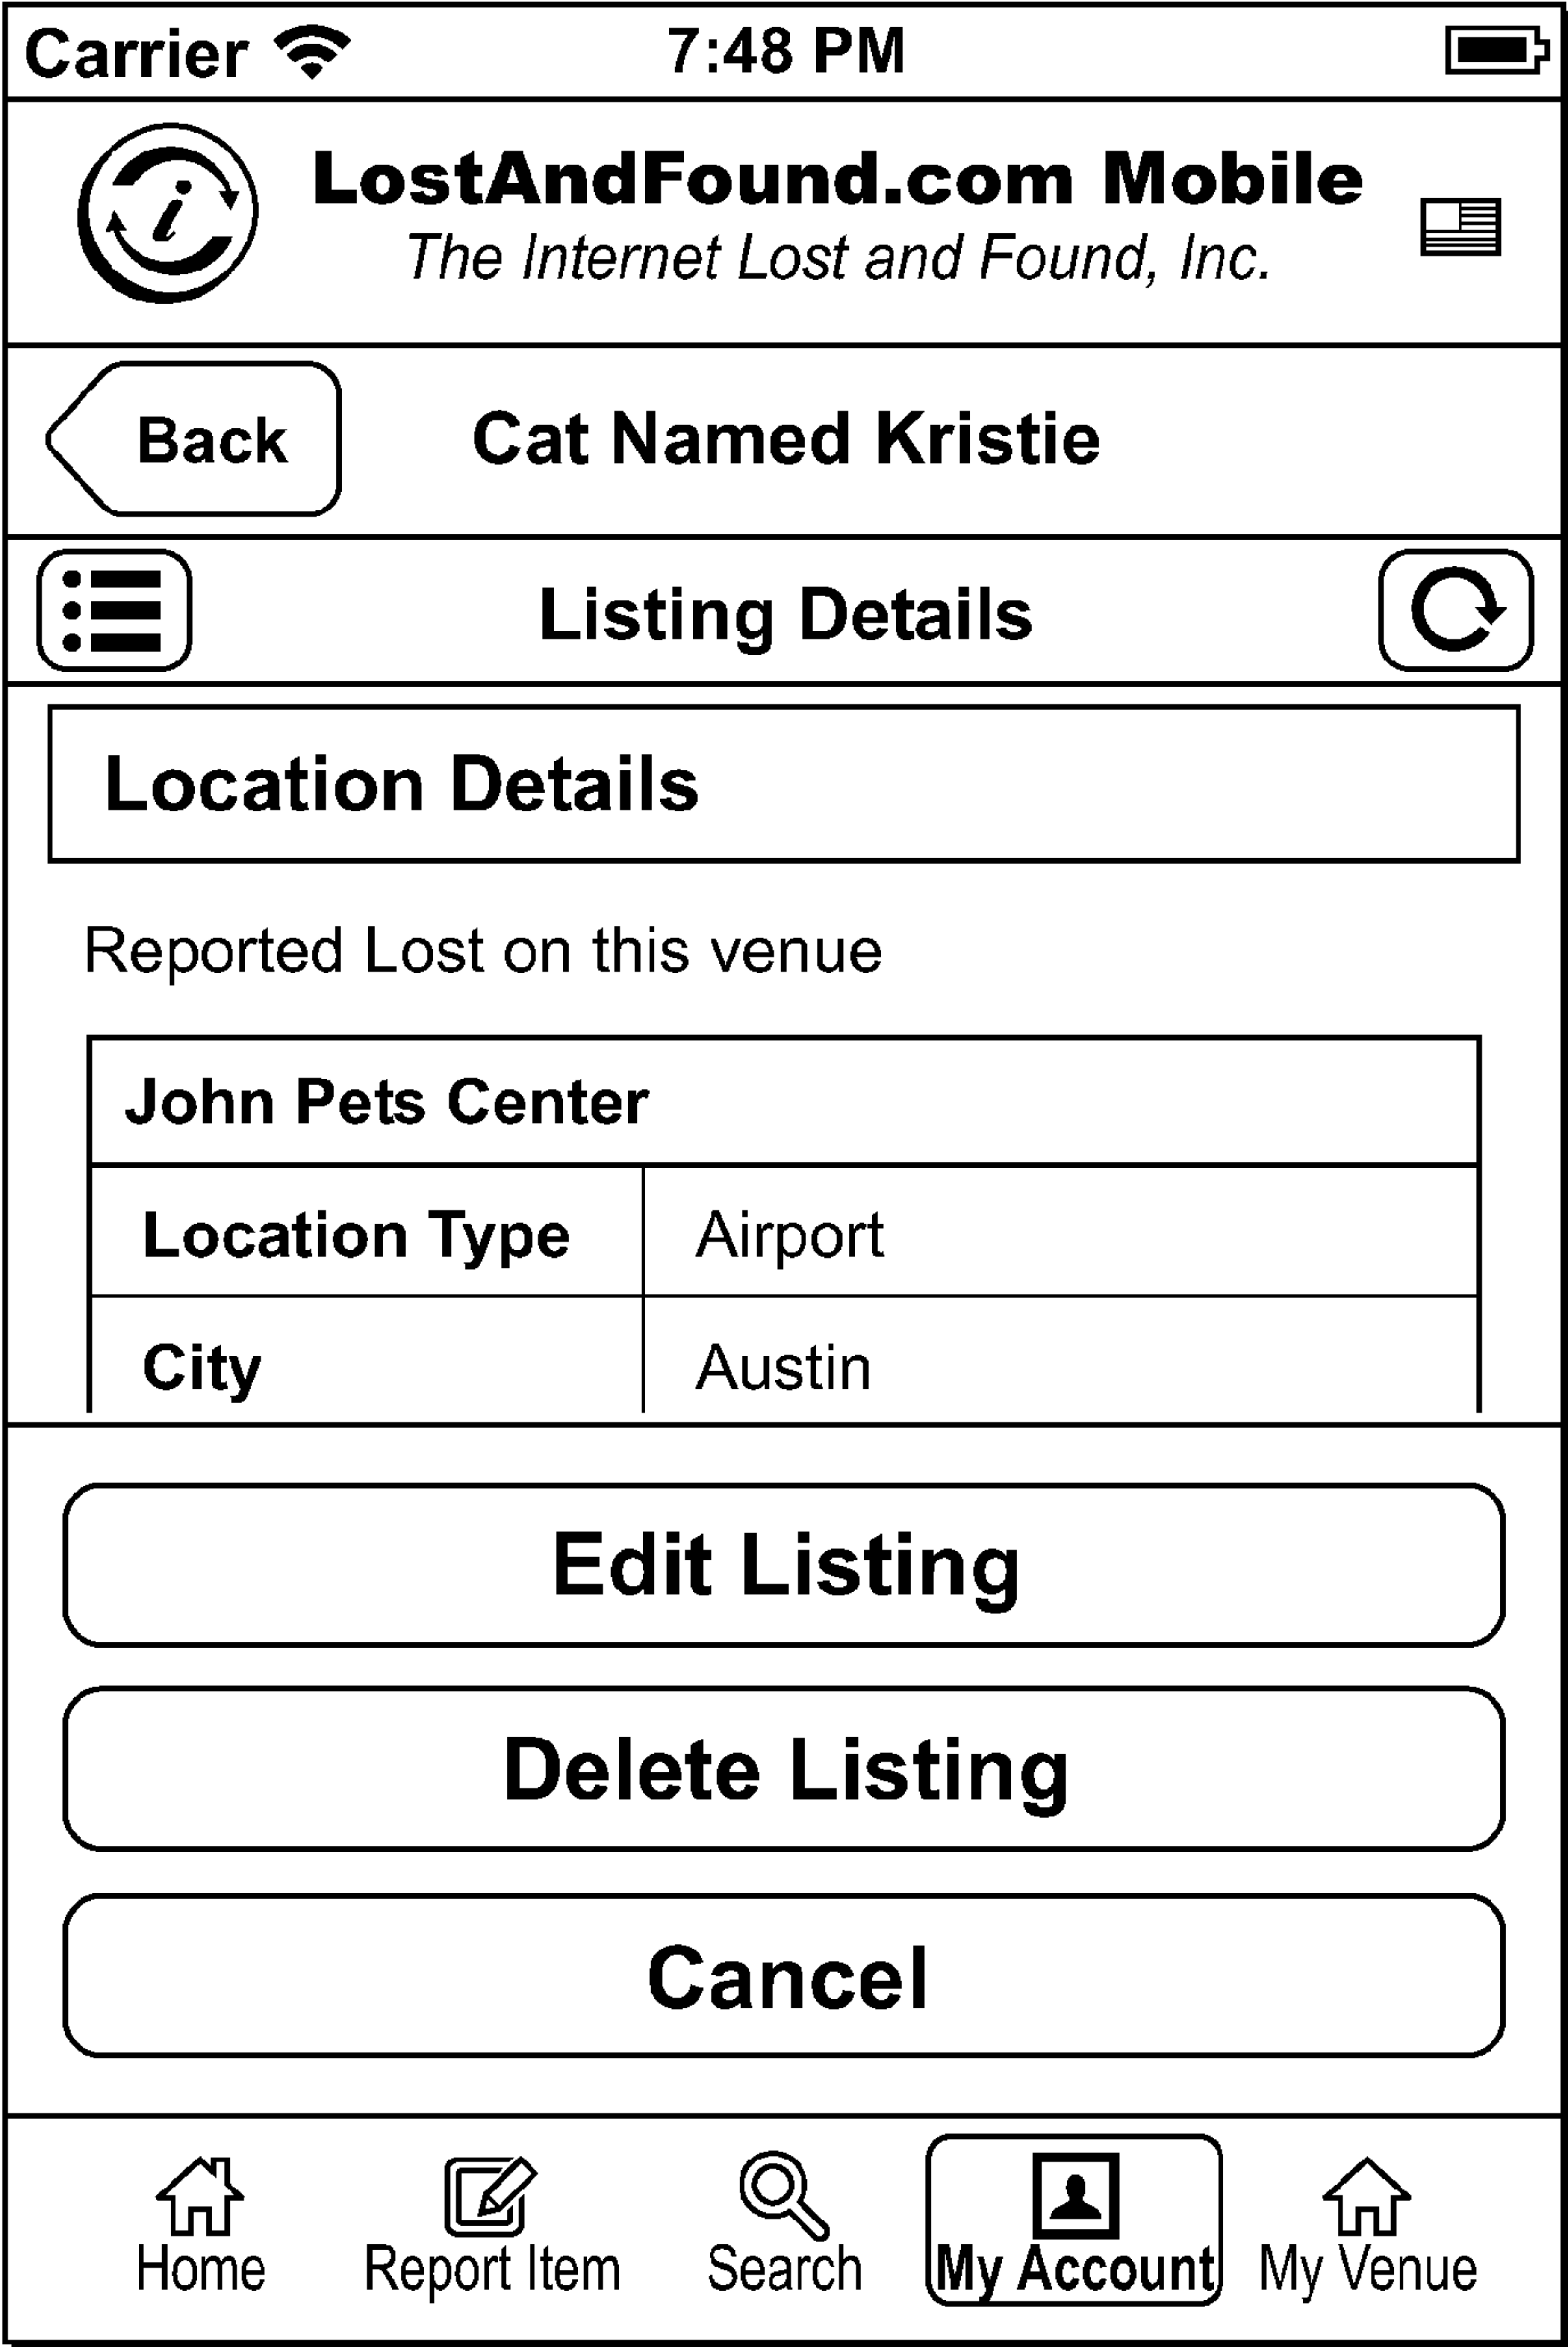 Carrier 7:48 PM
LostAndFound.com Mobile
The Internet Lost and Found, Inc.
Back Cat Named Kristie
Listing Details
Location Details
Reported Lost on this venue
John Pets Center
Location Type Airport
City Austin
Edit Listing
Delete Listing
Cancel
Home Report Item Search My Account My Venue